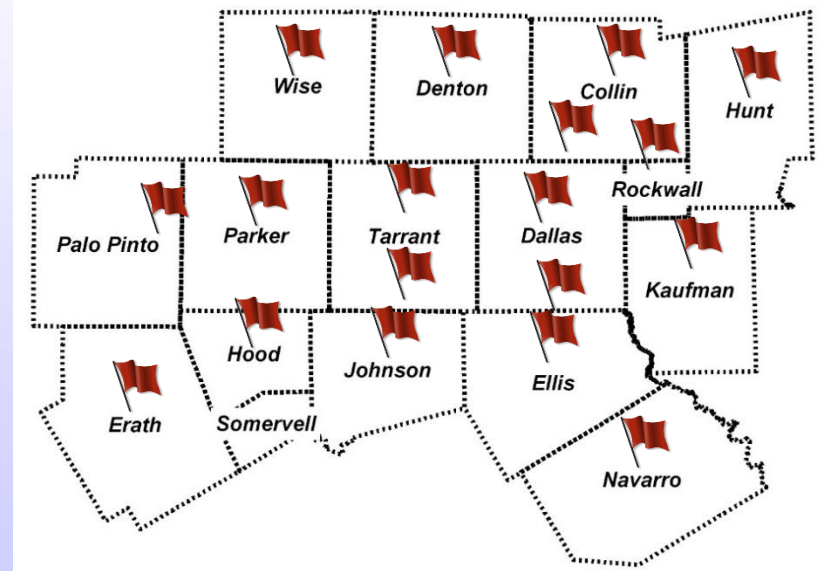 Wise
Denton
Collin
Hunt
Rockwall
Palo Pinto
Parker
Tarrant
Dallas
Kaufman
Hood
Johnson
Ellis
Erath
Somervell
Navarro